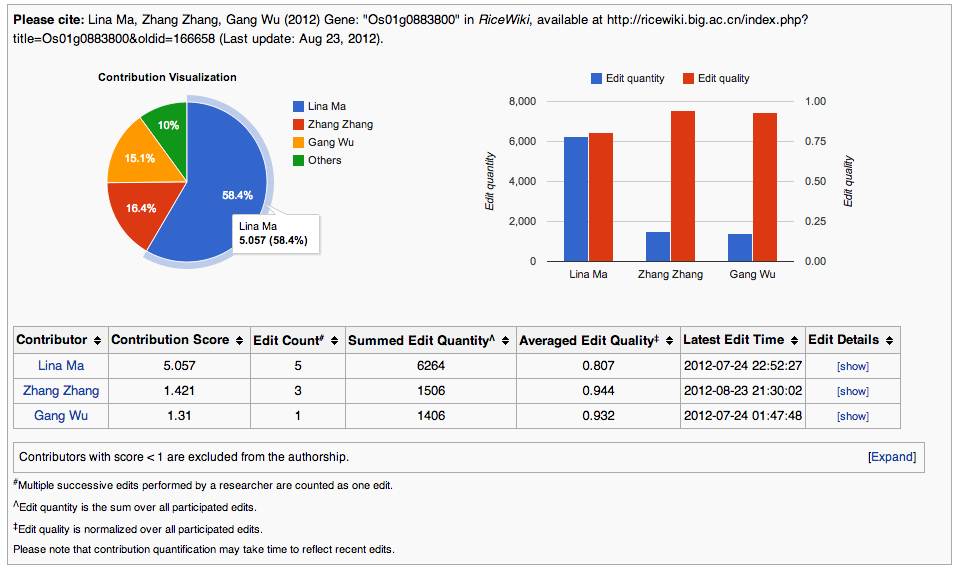 Please cite: Lina Ma, Zhang Zhang, Gang Wu (2012) Gene: "Os01g0883800" in RiceWiki, available at http://ricewiki.big.ac.cn/index.php?
title=Os01g0883800&oldid=166658 (Last update: Aug 23, 2012).
Contribution Visualization
Lina Ma
Zhang Zhang
Gang Wu
Others
10%
15.1%
16.4%
58.4%
Lina Ma
5.057 (58.4%)
Edit quantity Edit quality
8,000 1.00
6,000 0.75
4,000 0.50
2,000 0.25
0 0.00
Edit quantity
Edit quality
Lina Ma Zhang Zhang Gang Wu
Contributor Contribution Score Edit Count# Summed Edit Quantity^ Averaged Edit Quality‡ Latest Edit Time Edit Details
Lina Ma 5.057 5 6264 0.807 2012-07-24 22:52:27 [show]
Zhang Zhang 1.421 3 1506 0.944 2012-08-23 21:30:02 [show]
Gang Wu 1.31 1 1406 0.932 2012-07-24 01:47:48 [show]
Contributors with score < 1 are excluded from the authorship. [Expand]
#Multiple successive edits performed by a researcher are counted as one edit.
^Edit quantity is the sum over all participated edits.
‡Edit quality is normalized over all participated edits.
Please note that contribution quantification may take time to reflect recent edits.